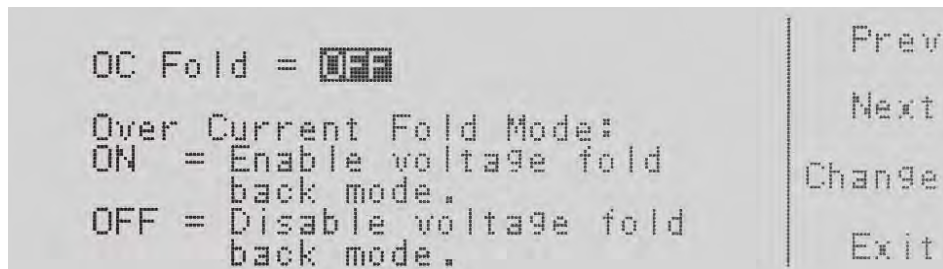 OC Fold = OFF
Over Current Fold Mode:
ON = Enable voltage fold
back mode.
OFF = Disable voltage fold
back mode.
Prev
Next
Change
Exit